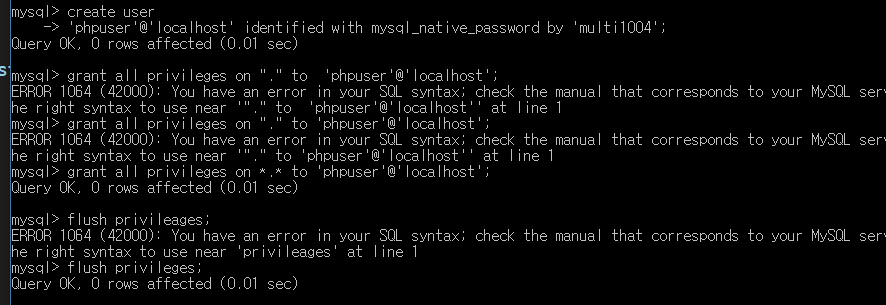 mysql> create user
    -> 'phpuser'@'localhost' identified with mysql_native_password by 'multi1004';
Query OK, 0 rows affected (0.01 sec)
mysql> grant all privileges on "." to  'phpuser'@'localhost';
ERROR 1064 (42000): You have an error in your SQL syntax; check the manual that corresponds to your MySQL serv
he right syntax to use near '"." to  'phpuser'@'localhost'' at line 1
mysql> grant all privileges on "." to 'phpuser'@'localhost';
ERROR 1064 (42000): You have an error in your SQL syntax; check the manual that corresponds to your MySQL serv
he right syntax to use near '"." to 'phpuser'@'localhost'' at line 1
mysql> grant all privileges on *.* to 'phpuser'@'localhost';
Query OK, 0 rows affected (0.01 sec)
mysql> flush privileages;
ERROR 1064 (42000): You have an error in your SQL syntax; check the manual that corresponds to your MySQL serv
he right syntax to use near 'privileages' at line 1
mysql> flush privileges;
Query OK, 0 rows affected (0.01 sec)